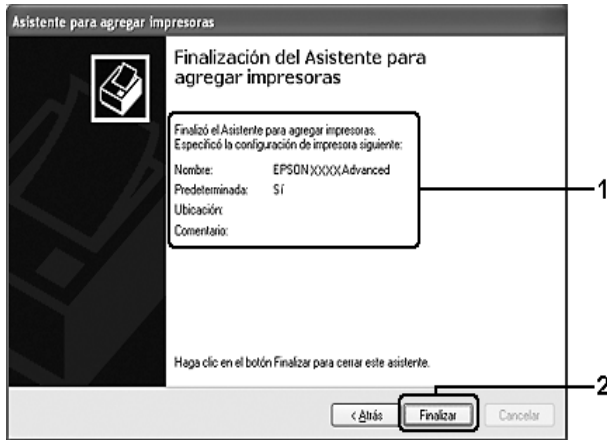 Asistente para agregar impresoras
Finalización del Asistente para
agregar impresoras
Finalizó el Asistente para agregar impresoras.
Especificó la configuración de impresora siguiente:
Nombre: EPSON XXXX Advanced
Predeterminada: Sí
Ubicación:
Comentario:
1
Haga clic en el botón Finalizar para cerrar este asistente.
2
< Atrás Finalizar Cancelar